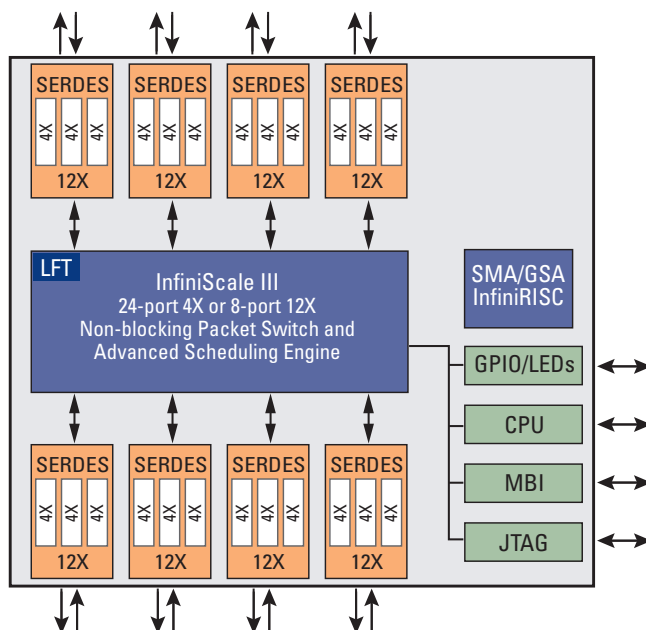 SERDES SERDES SERDES SERDES
4X 4X 4X 4X 4X 4X 4X 4X 4X 4X 4X 4X
12X 12X 12X 12X
LFT
InfiniScale III
24-port 4X or 8-port 12X
Non-blocking Packet Switch and
Advanced Scheduling Engine
SMA/GSA
InfiniRISC
GPIO/LEDs
CPU
MBI
JTAG
SERDES SERDES SERDES SERDES
4X 4X 4X 4X 4X 4X 4X 4X 4X 4X 4X 4X
12X 12X 12X 12X